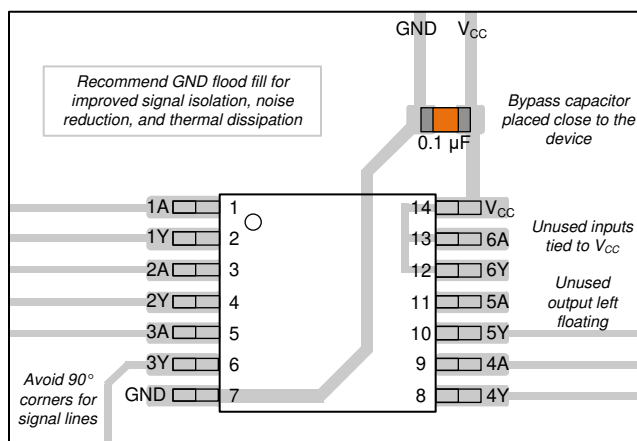 GND VCC
Recommend GND flood fill for
improved signal isolation, noise
reduction, and thermal dissipation
Bypass capacitor
placed close to the
device
0.1 µF
1A 1 14 VCC
1Y 2 13 6A
2A 3 12 6Y
2Y 4 11 5A
3A 5 10 5Y
3Y 6 9 4A
GND 7 8 4Y
Unused inputs
tied to VCC
Unused
output left
floating
Avoid 90°
corners for
signal lines